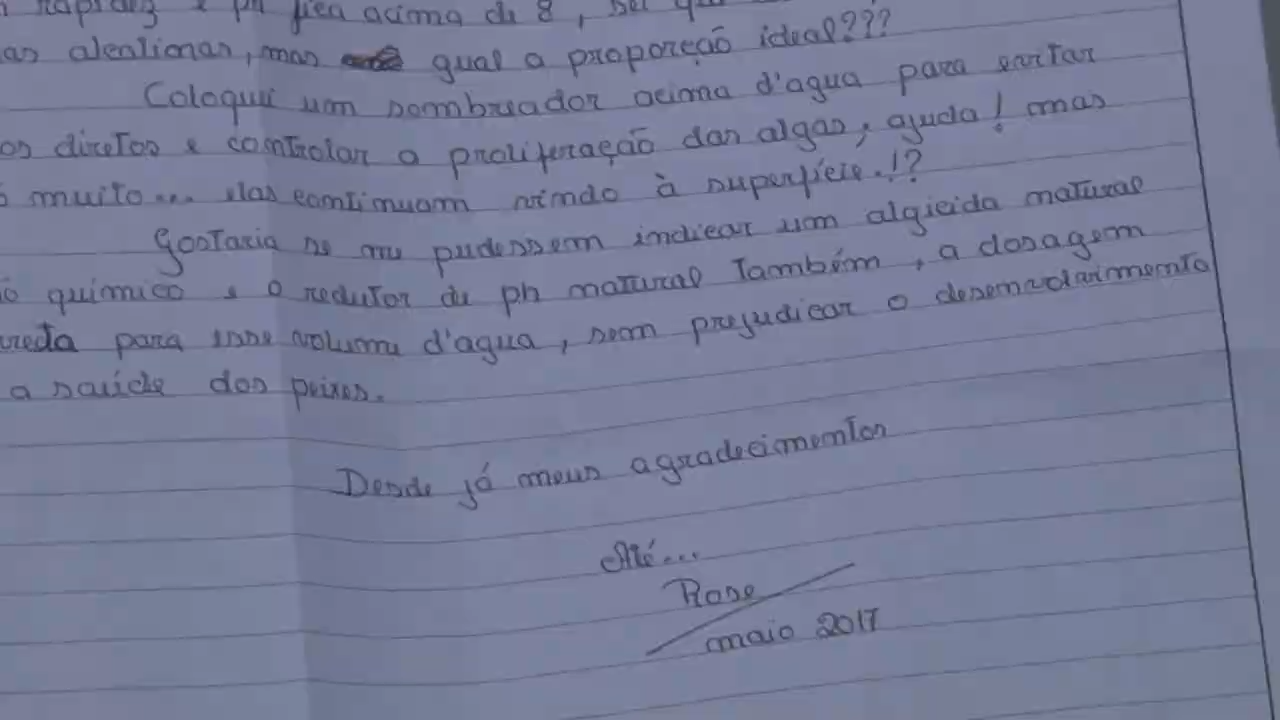 rapidez e ph fica acima de 8, sei que
as alcalinas, mas qual a proporção ideal???
Coloquei um sombreador acima d'agua para evitar
os diretos e controlar a proliferação das algas, ajuda! mas
muito... elas continuam vindo à superfície.!?
Gostaria se me pudessem indicar um algicida natural
químico e o redutor de ph natural também, a dosagem
reta para esse volume d'agua, sem prejudicar o desenvolvimento
a saúde dos peixes.
Desde já meus agradecimentos
Até...
Rose
maio 2017